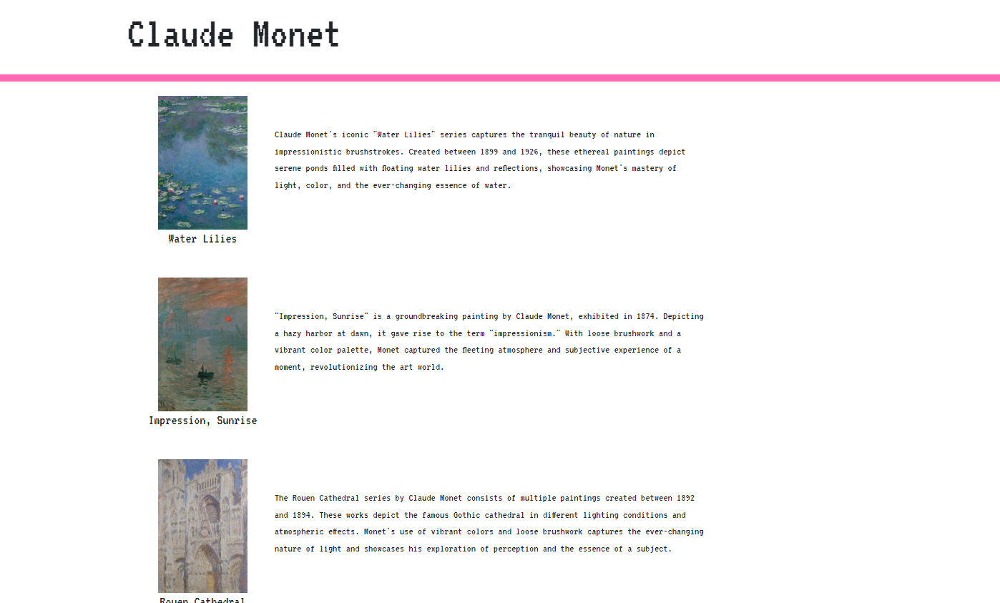 Claude Monet
Claude Monet's iconic "Water Lilies" series captures the tranquil beauty of nature in
impressionistic brushstrokes. Created between 1899 and 1926, these ethereal paintings depict
serene ponds filled with floating water lilies and reflections, showcasing Monet's mastery of
light, color, and the ever-changing essence of water.
Water Lilies
"Impression, Sunrise" is a groundbreaking painting by Claude Monet, exhibited in 1874. Depicting
a hazy harbor at dawn, it gave rise to the term "impressionism." With loose brushwork and a
vibrant color palette, Monet captured the fleeting atmosphere and subjective experience of a
moment, revolutionizing the art world.
Impression, Sunrise
The Rouen Cathedral series by Claude Monet consists of multiple paintings created between 1892
and 1894. These works depict the famous Gothic cathedral in different lighting conditions and
atmospheric effects. Monet's use of vibrant colors and loose brushwork captures the ever-changing
nature of light and showcases his exploration of perception and the essence of a subject.
Rouen Cathedral